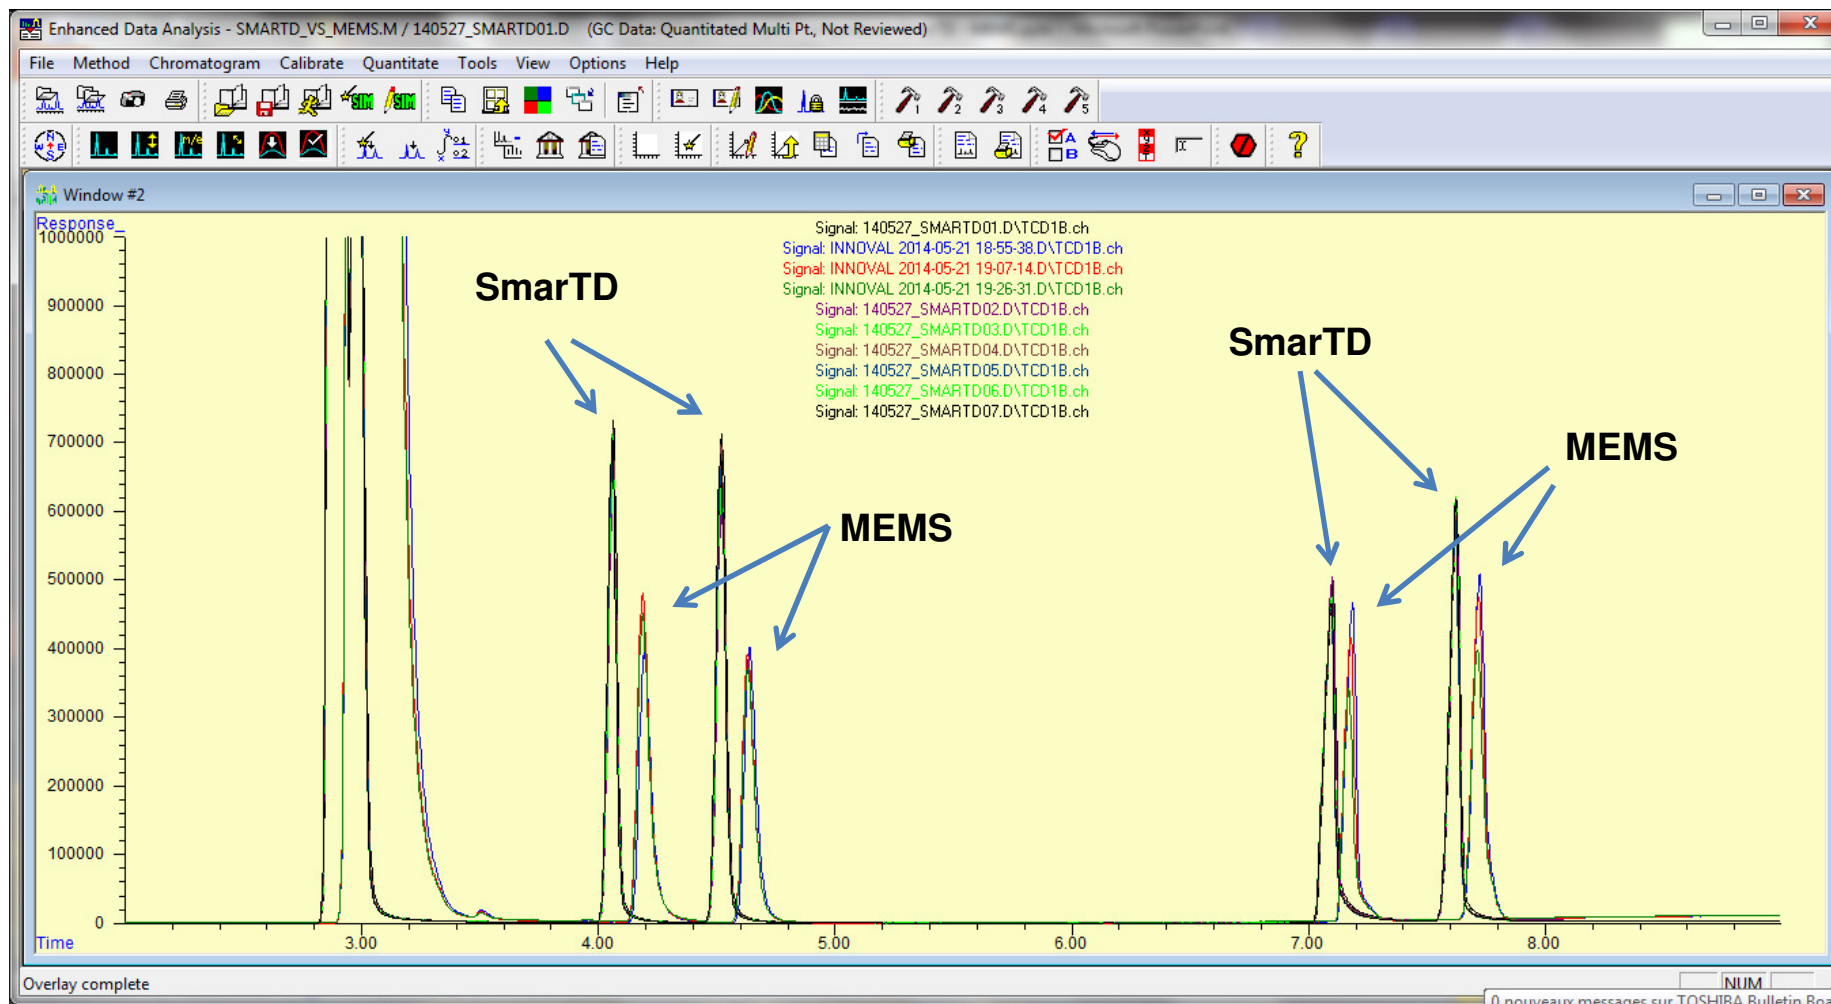 Enhanced Data Analysis - SMARTD_VS_MEMS.M / 140527_SMARTD01.D (GC Data: Quantitated Multi Pt., Not Reviewed)
File Method Chromatogram Calibrate Quantitate Tools View Options Help
Window #2
Response_
Signal: 140527_SMARTD01.D\TCD1B.ch
Signal: INNOVAL 2014-05-21 18-55-38.D\TCD1B.ch
Signal: INNOVAL 2014-05-21 19-07-14.D\TCD1B.ch
Signal: INNOVAL 2014-05-21 19-26-31.D\TCD1B.ch
Signal: 140527_SMARTD02.D\TCD1B.ch
Signal: 140527_SMARTD03.D\TCD1B.ch
Signal: 140527_SMARTD04.D\TCD1B.ch
Signal: 140527_SMARTD05.D\TCD1B.ch
Signal: 140527_SMARTD06.D\TCD1B.ch
Signal: 140527_SMARTD07.D\TCD1B.ch
SmarTD
SmarTD
MEMS
MEMS
1000000
900000
800000
700000
600000
500000
400000
300000
200000
100000
0
Time
3.00 4.00 5.00 6.00 7.00 8.00
Overlay complete
NUM
0 nouveaux messages sur TOSHIBA Bulletin Boa